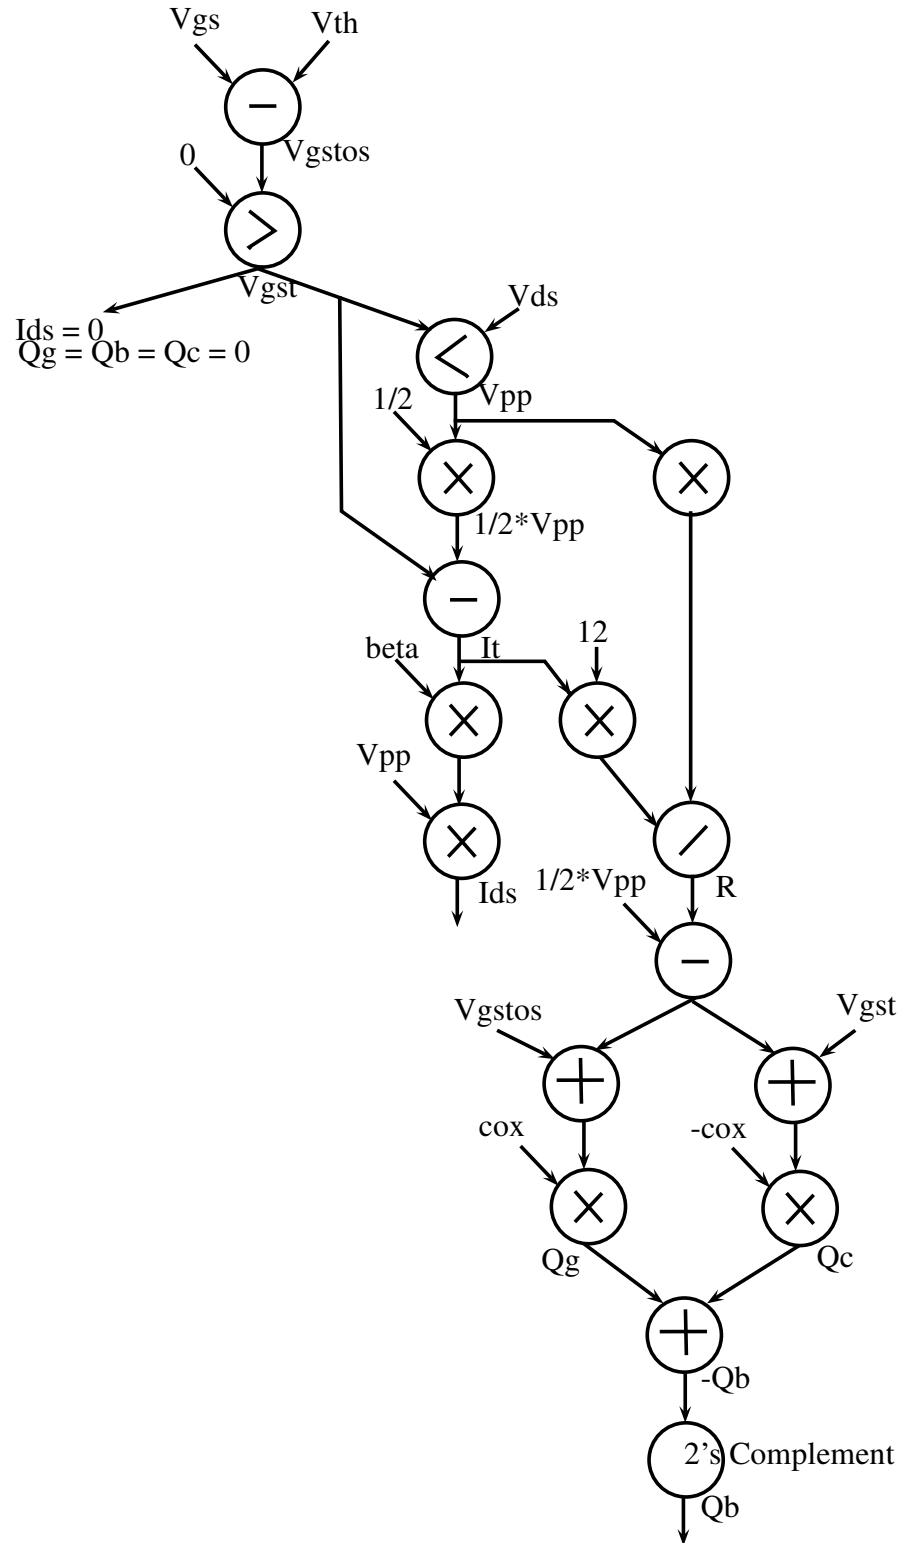 Vgs
Vth
−
Vgstos
0
>
Vgst
Ids = 0
Qg = Qb = Qc = 0
Vds
<
Vpp
1/2
×
×
1/2*Vpp
−
It
12
beta
×
×
Vpp
×
/
Ids
1/2*Vpp
R
−
Vgstos
Vgst
+
+
cox
-cox
×
×
Qg
Qc
+
-Qb
2's Complement
Qb